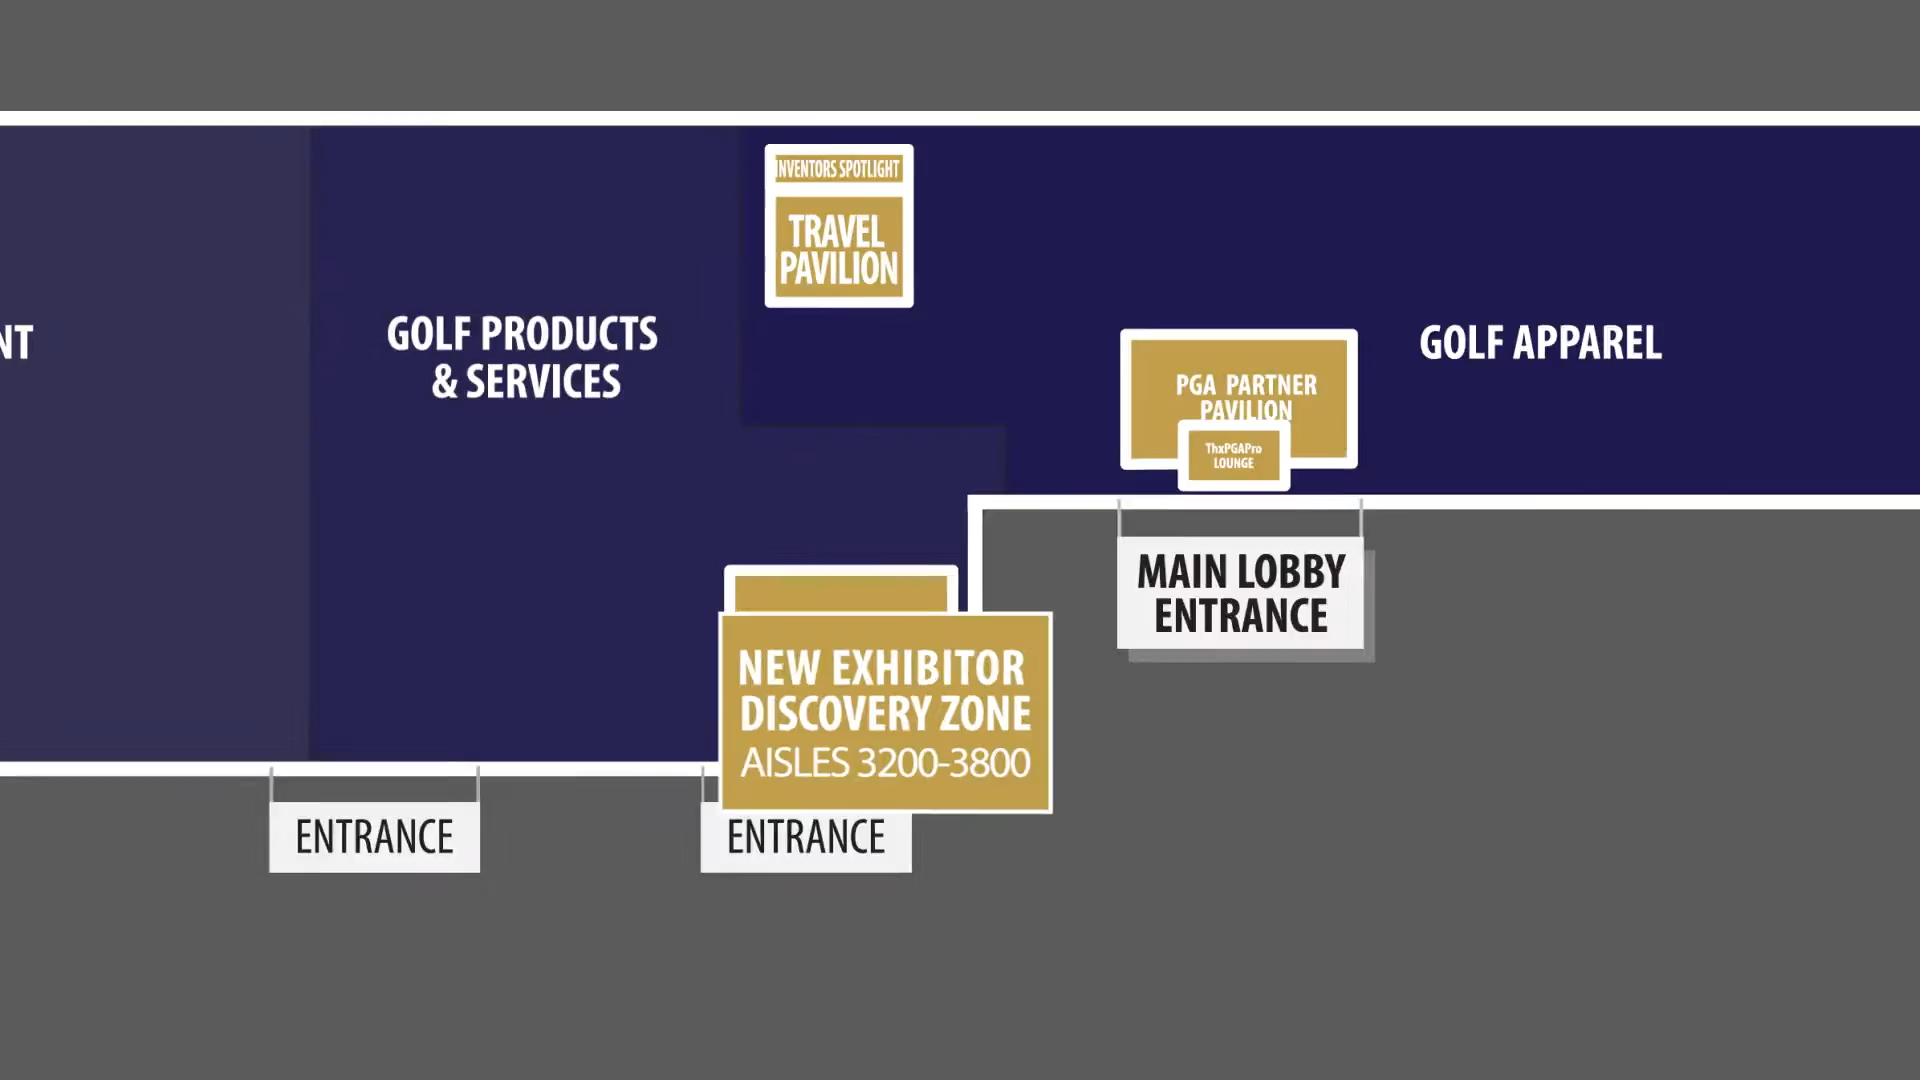 INVENTORS SPOTLIGHT
TRAVEL
PAVILION
NT
GOLF PRODUCTS
& SERVICES
GOLF APPAREL
PGA PARTNER
PAVILION
ThxPGAPro
LOUNGE
MAIN LOBBY
ENTRANCE
NEW EXHIBITOR
DISCOVERY ZONE
AISLES 3200-3800
ENTRANCE
ENTRANCE